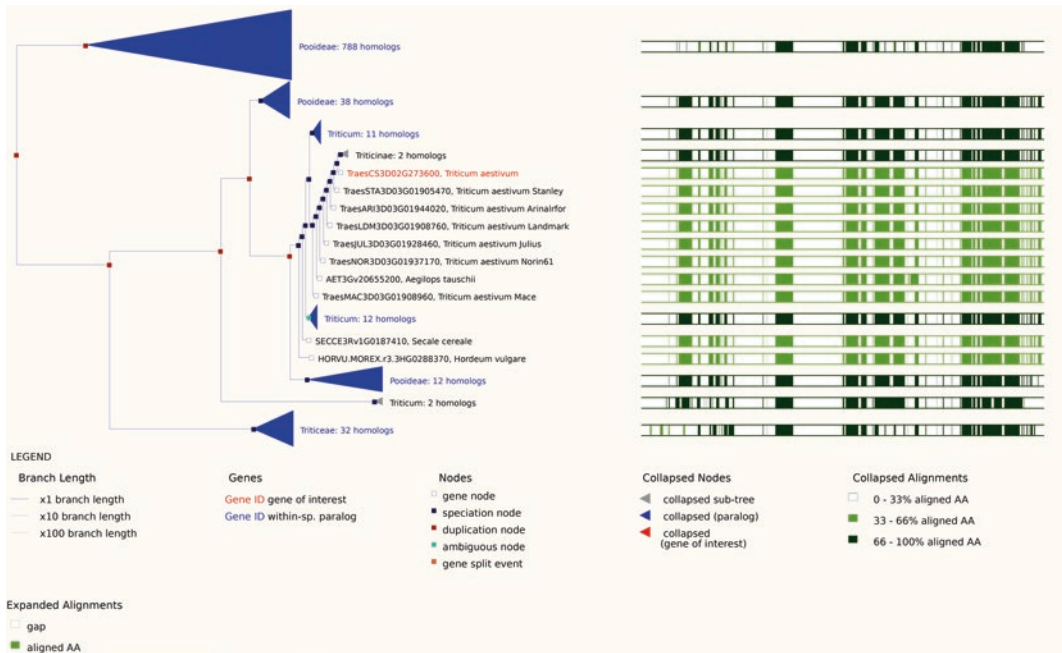 Pooideae: 788 homologs
Pooideae: 38 homologs
Triticum: 11 homologs
Triticinae: 2 homologs
TraesCS3D02G273600, Triticum aestivum
TraesSTA3D03G01905470, Triticum aestivum Stanley
TraesARI3D03G01944020, Triticum aestivum Arinalrfor
TraesLDM3D03G01908760, Triticum aestivum Landmark
TraesJUL3D03G01928460, Triticum aestivum Julius
TraesNOR3D03G01937170, Triticum aestivum Norin61
AET3Gv20655200, Aegilops tauschii
TraesMAC3D03G01908960, Triticum aestivum Mace
Triticum: 12 homologs
SECCE3Rv1G0187410, Secale cereale
HORVU.MOREX.r3.3HG0288370, Hordeum vulgare
Pooideae: 12 homologs
Triticum: 2 homologs
Triticeae: 32 homologs
LEGEND
Branch Length
x1 branch length
x10 branch length
x100 branch length
Genes
Gene ID gene of interest
Gene ID within-sp. paralog
Nodes
gene node
speciation node
duplication node
ambiguous node
gene split event
Collapsed Nodes
collapsed sub-tree
collapsed (paralog)
collapsed
(gene of interest)
Collapsed Alignments
0 - 33% aligned AA
33 - 66% aligned AA
66 - 100% aligned AA
Expanded Alignments
gap
aligned AA